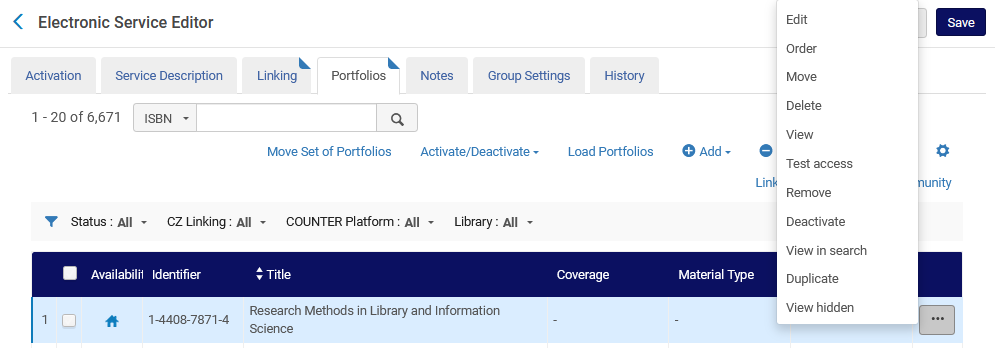 Electronic Service Editor
Save
Activation
Service Description
Linking
Portfolios
Notes
Group Settings
History
1 - 20 of 6,671
ISBN
Move Set of Portfolios
Activate/Deactivate
Load Portfolios
Add
Link
munity
Status : All
CZ Linking : All
COUNTER Platform : All
Library : All
Availabilit
Identifier
Title
Coverage
Material Type
1
1-4408-7871-4
Research Methods in Library and Information
Science
-
-
...
Edit
Order
Move
Delete
View
Test access
Remove
Deactivate
View in search
Duplicate
View hidden